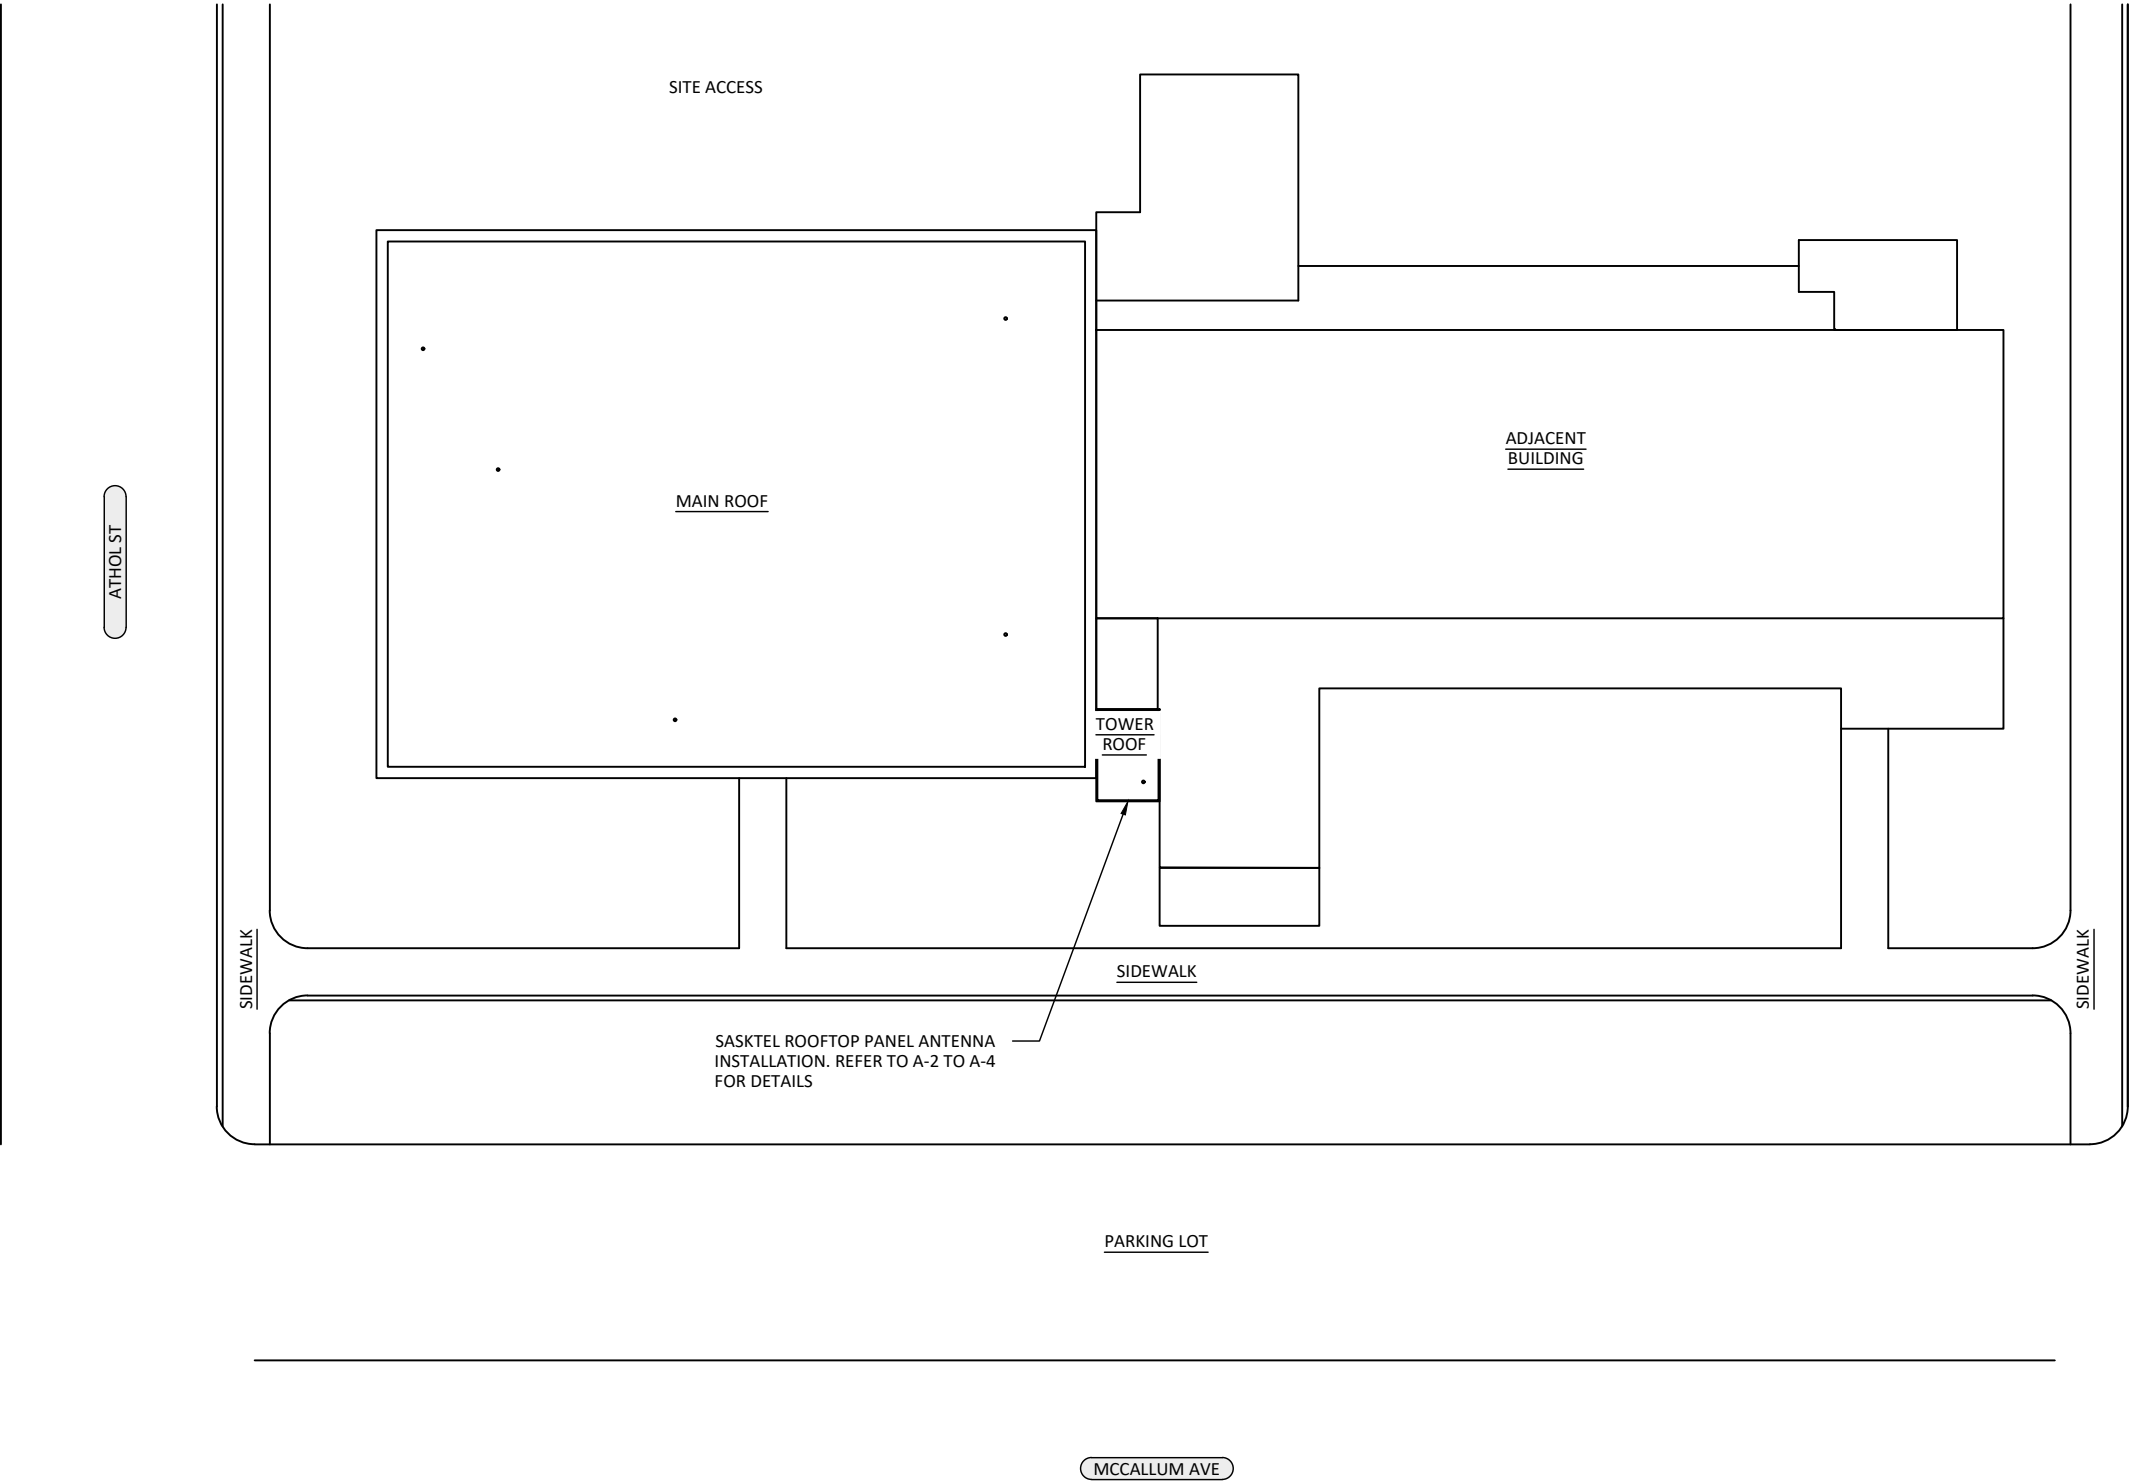 SITE ACCESS
ADJACENT
BUILDING
MAIN ROOF
ATHOL ST
TOWER
ROOF
SIDEWALK
SIDEWALK
SIDEWALK
SASKTEL ROOFTOP PANEL ANTENNA
INSTALLATION. REFER TO A-2 TO A-4
FOR DETAILS
PARKING LOT
MCCALLUM AVE